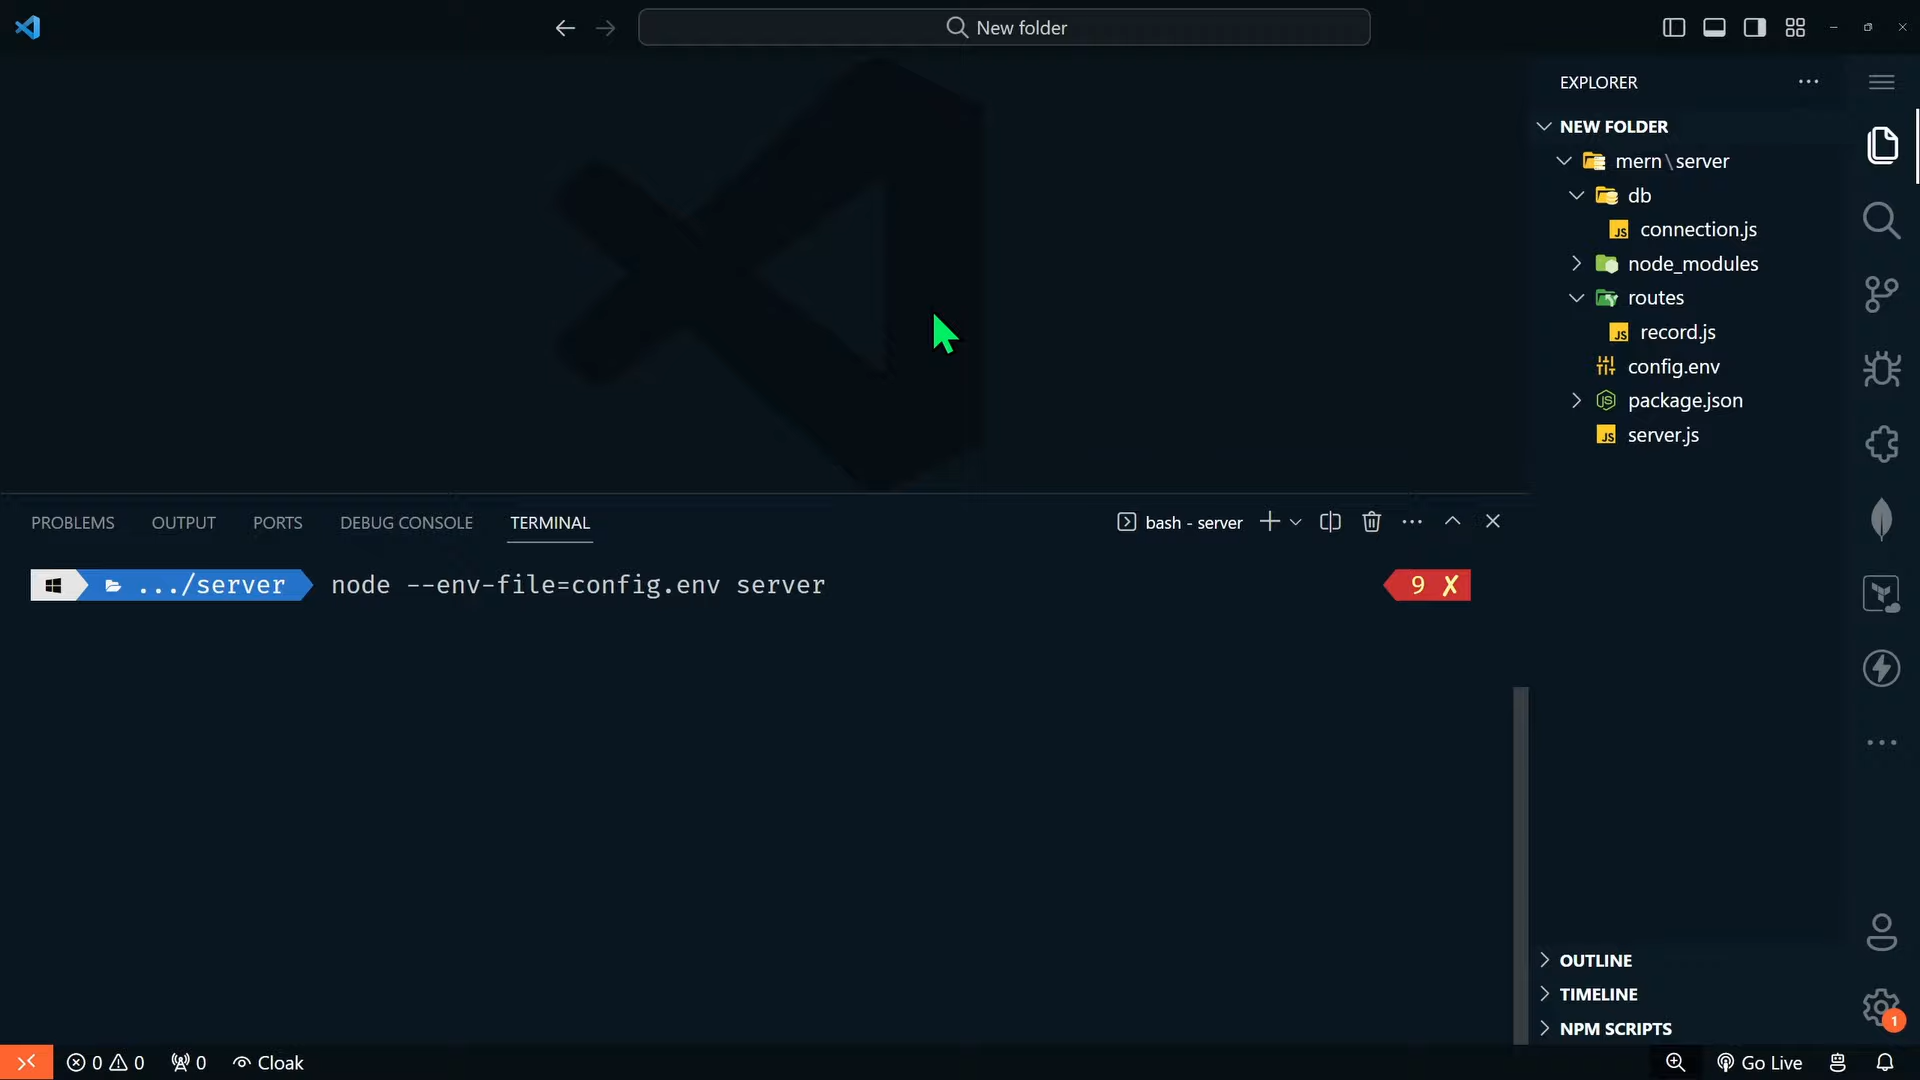 New folder
EXPLORER
NEW FOLDER
mern\server
db
connection.js
node_modules
routes
record.js
config.env
package.json
server.js
PROBLEMS OUTPUT PORTS DEBUG CONSOLE TERMINAL bash - server
.../server node --env-file=config.env server 9 ✗
OUTLINE
TIMELINE
NPM SCRIPTS
1
0 0 0 Cloak Go Live